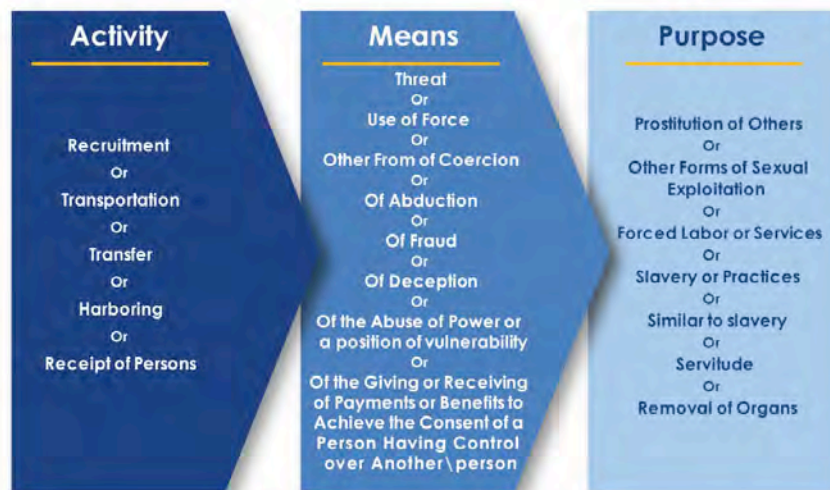 Activity
Recruitment
Or
Transportation
Or
Transfer
Or
Harboring
Or
Receipt of Persons
Means
Threat
Or
Use of Force
Or
Other From of Coercion
Or
Of Abduction
Or
Of Fraud
Or
Of Deception
Or
Of the Abuse of Power or
a position of vulnerability
Or
Of the Giving or Receiving
of Payments or Benefits to
Achieve the Consent of a
Person Having Control
over Another\person
Purpose
Prostitution of Others
Or
Other Forms of Sexual
Exploitation
Or
Forced Labor or Services
Or
Slavery or Practices
Or
Similar to slavery
Or
Servitude
Or
Removal of Organs